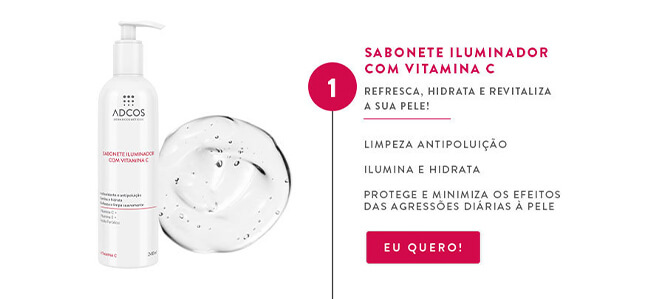 ADCOS
SABONETE ILUMINADOR
COM VITAMINA C
VITAMINA C
1
SABONETE ILUMINADOR
COM VITAMINA C
REFRESCA, HIDRATA E REVITALIZA
A SUA PELE!
LIMPEZA ANTIPOLUIÇÃO
ILUMINA E HIDRATA
PROTEGE E MINIMIZA OS EFEITOS
DAS AGRESSÕES DIÁRIAS À PELE
EU QUERO!